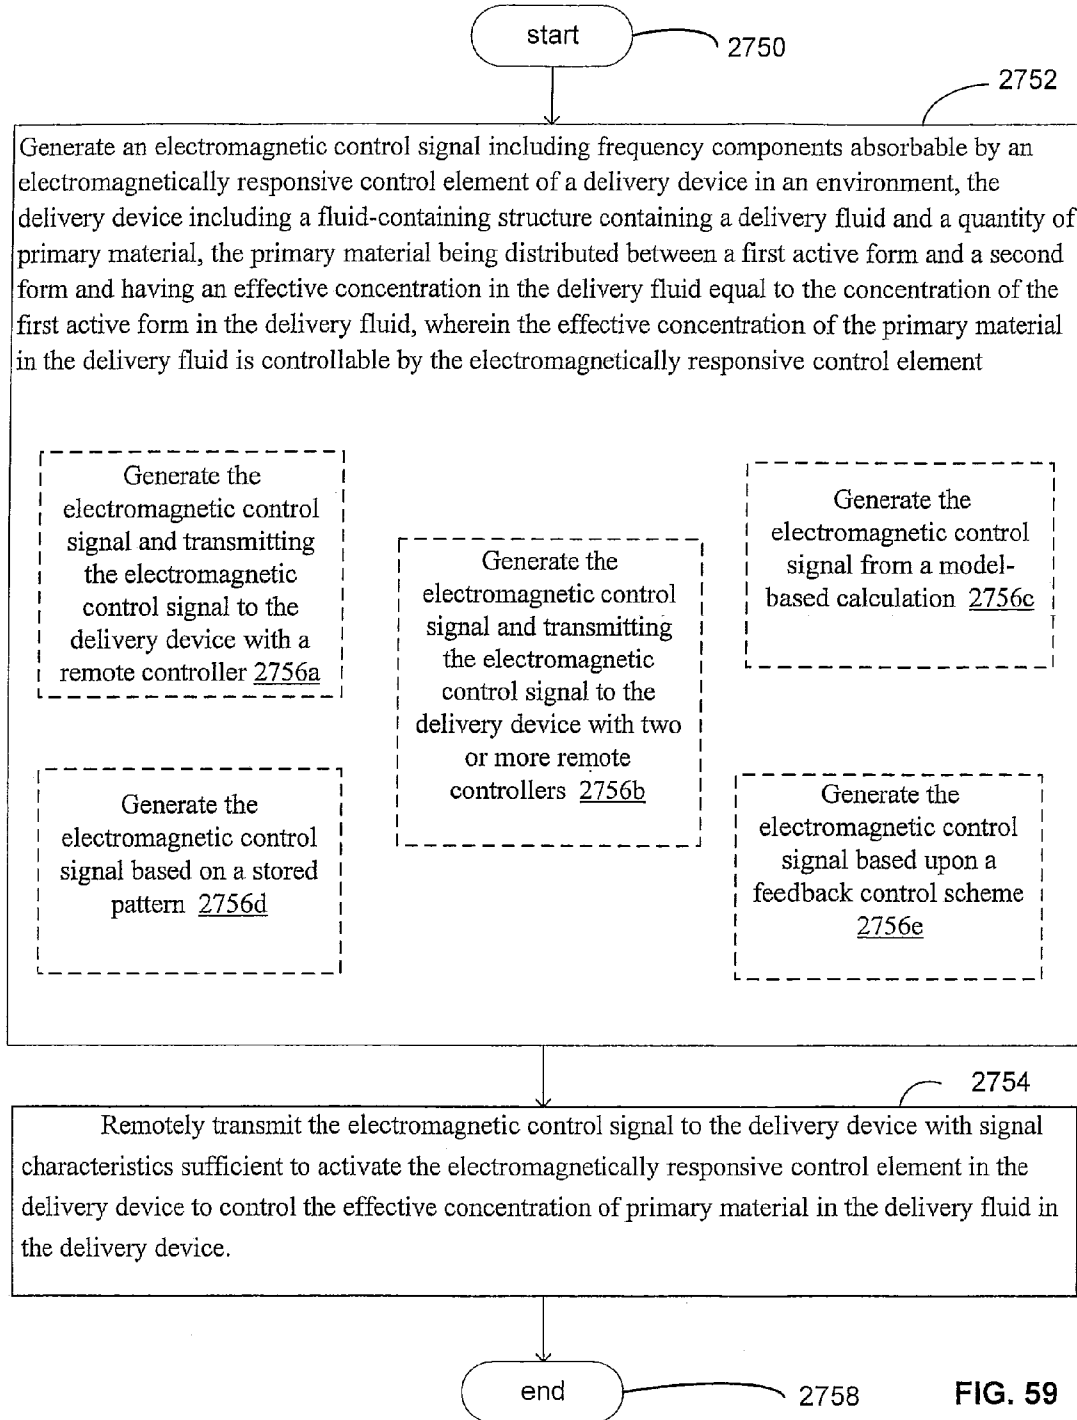 start
2750
2752
Generate an electromagnetic control signal including frequency components absorbable by an
electromagnetically responsive control element of a delivery device in an environment, the
delivery device including a fluid-containing structure containing a delivery fluid and a quantity of
primary material, the primary material being distributed between a first active form and a second
form and having an effective concentration in the delivery fluid equal to the concentration of the
first active form in the delivery fluid, wherein the effective concentration of the primary material
in the delivery fluid is controllable by the electromagnetically responsive control element
Generate the
electromagnetic control
signal and transmitting
the electromagnetic
control signal to the
delivery device with a
remote controller 2756a
Generate the
electromagnetic control
signal and transmitting
the electromagnetic
control signal to the
delivery device with two
or more remote
controllers 2756b
Generate the
electromagnetic control
signal from a model-
based calculation 2756c
Generate the
electromagnetic control
signal based on a stored
pattern 2756d
Generate the
electromagnetic control
signal based upon a
feedback control scheme
2756e
2754
Remotely transmit the electromagnetic control signal to the delivery device with signal
characteristics sufficient to activate the electromagnetically responsive control element in the
delivery device to control the effective concentration of primary material in the delivery fluid in
the delivery device.
end
2758
FIG. 59